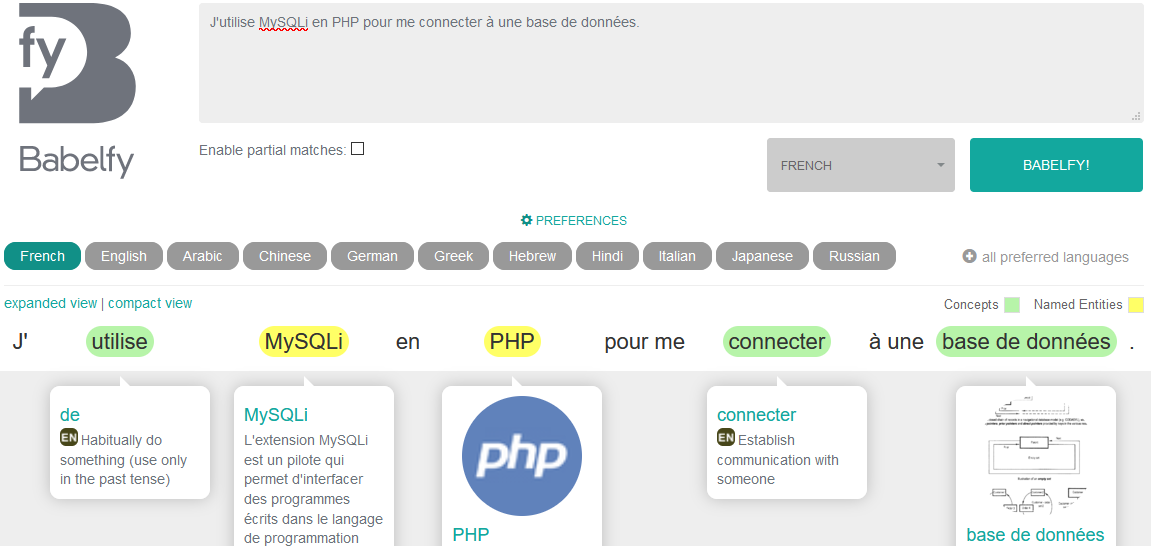 J'utilise MySQLi en PHP pour me connecter à une base de données.
fy
Babelfy
Enable partial matches:
FRENCH
BABELFY!
PREFERENCES
French English Arabic Chinese German Greek Hebrew Hindi Italian Japanese Russian
all preferred languages
expanded view | compact view
Concepts Named Entities
J' utilise MySQLi en PHP pour me connecter à une base de données .
de
EN Habitually do
something (use only
in the past tense)
MySQLi
L'extension MySQLi
est un pilote qui
permet d'interfacer
des programmes
écrits dans le langage
de programmation
php
PHP
connecter
EN Establish
communication with
someone
base de données